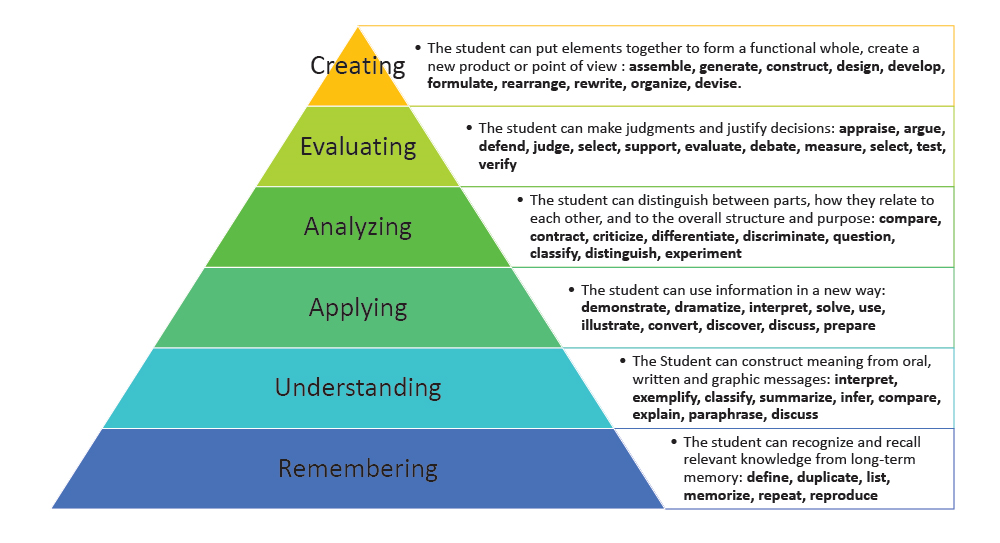 Creating
• The student can put elements together to form a functional whole, create a
new product or point of view : assemble, generate, construct, design, develop,
formulate, rearrange, rewrite, organize, devise.
Evaluating
• The student can make judgments and justify decisions: appraise, argue,
defend, judge, select, support, evaluate, debate, measure, select, test,
verify
Analyzing
• The student can distinguish between parts, how they relate to
each other, and to the overall structure and purpose: compare,
contract, criticize, differentiate, discriminate, question,
classify, distinguish, experiment
Applying
• The student can use information in a new way:
demonstrate, dramatize, interpret, solve, use,
illustrate, convert, discover, discuss, prepare
Understanding
• The Student can construct meaning from oral,
written and graphic messages: interpret,
exemplify, classify, summarize, infer, compare,
explain, paraphrase, discuss
Remembering
• The student can recognize and recall
relevant knowledge from long-term
memory: define, duplicate, list,
memorize, repeat, reproduce